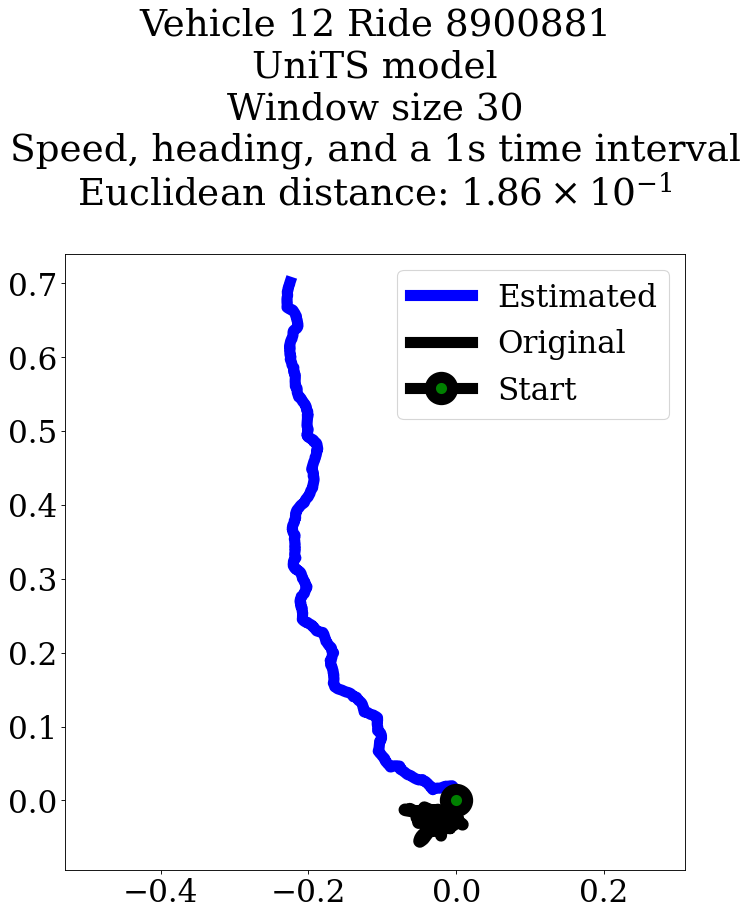 Vehicle 12 Ride 8900881
UniTS model
Window size 30
Speed, heading, and a 1s time interval
Euclidean distance: 1.86 × 10⁻¹
Estimated
Original
Start
0.7
0.6
0.5
0.4
0.3
0.2
0.1
0.0
−0.4 −0.2 0.0 0.2